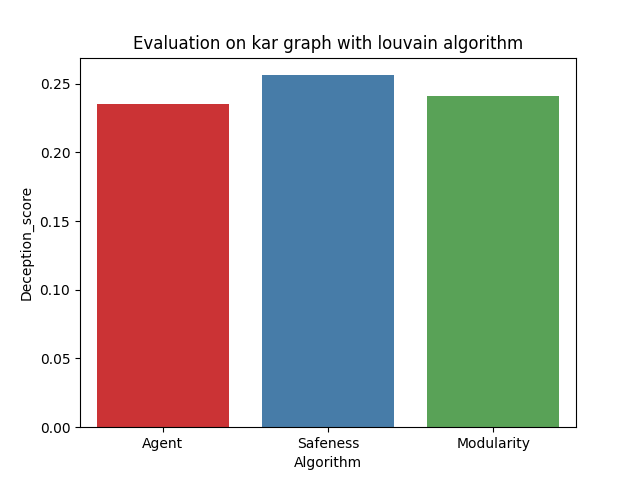 Evaluation on kar graph with louvain algorithm
Deception_score
0.25
0.20
0.15
0.10
0.05
0.00
Agent Safeness Modularity
Algorithm